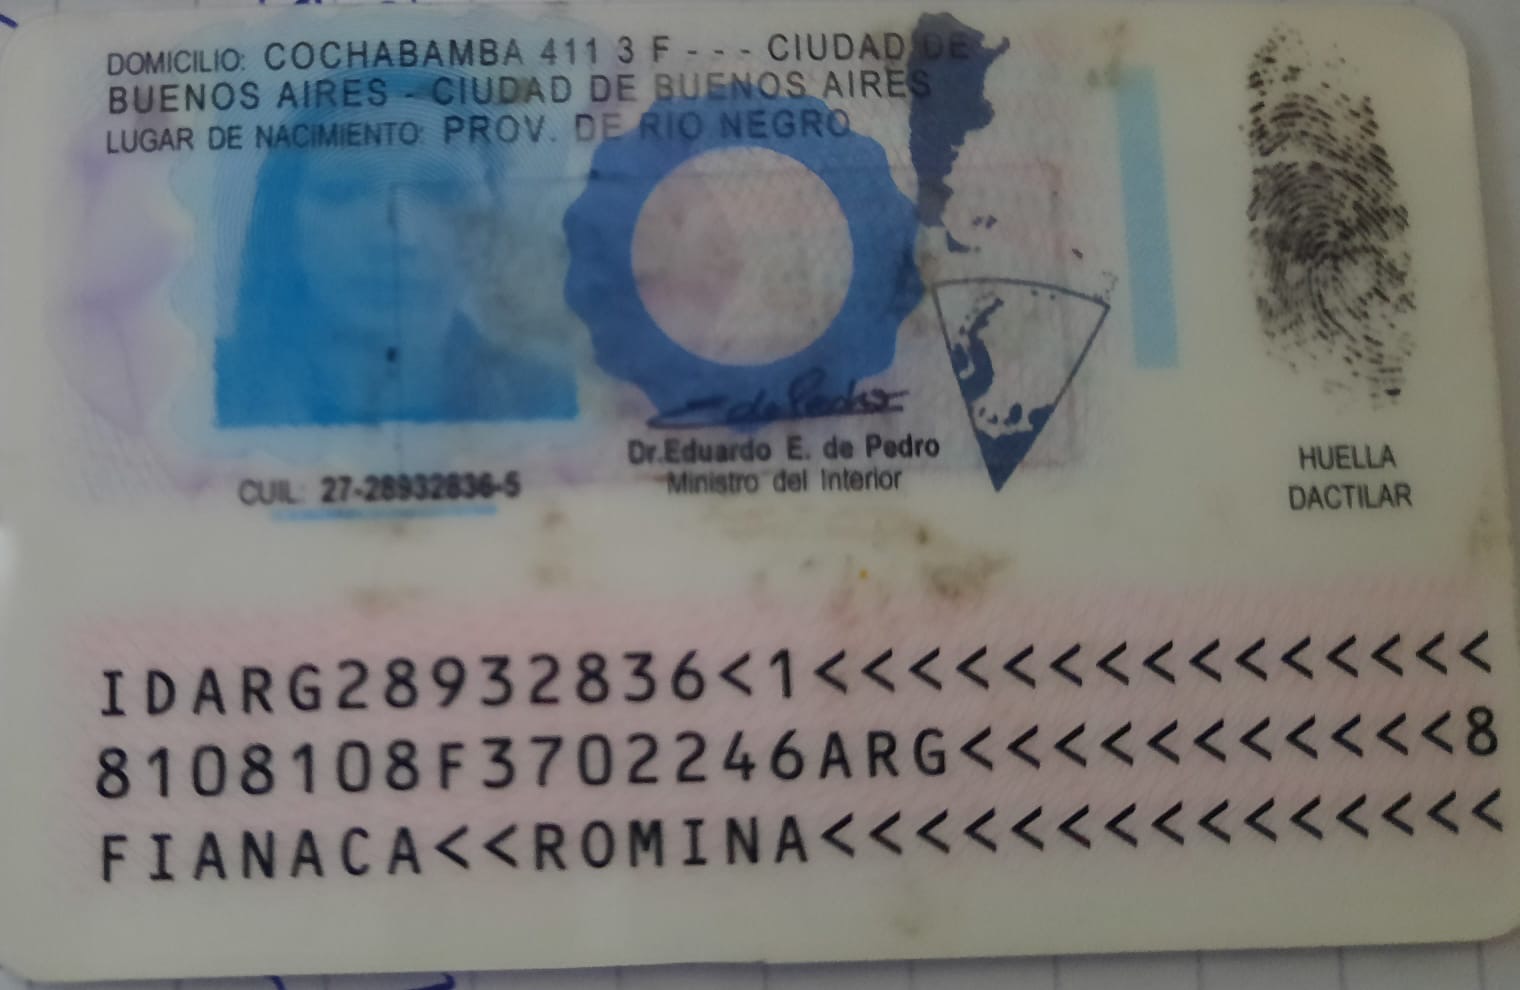 DOMICILIO: COCHABAMBA 411 3 F - - - CIUDAD DE
BUENOS AIRES - CIUDAD DE BUENOS AIRES
LUGAR DE NACIMIENTO: PROV. DE RIO NEGRO
E de Pedro
Dr.Eduardo E. de Pedro
Ministro del Interior
CUIL: 27-28932836-5
HUELLA
DACTILAR
IDARG28932836<1<<<<<<<<<<<<<<<
8108108F3702246ARG<<<<<<<<<<<8
FIANACA<<ROMINA<<<<<<<<<<<<<<<